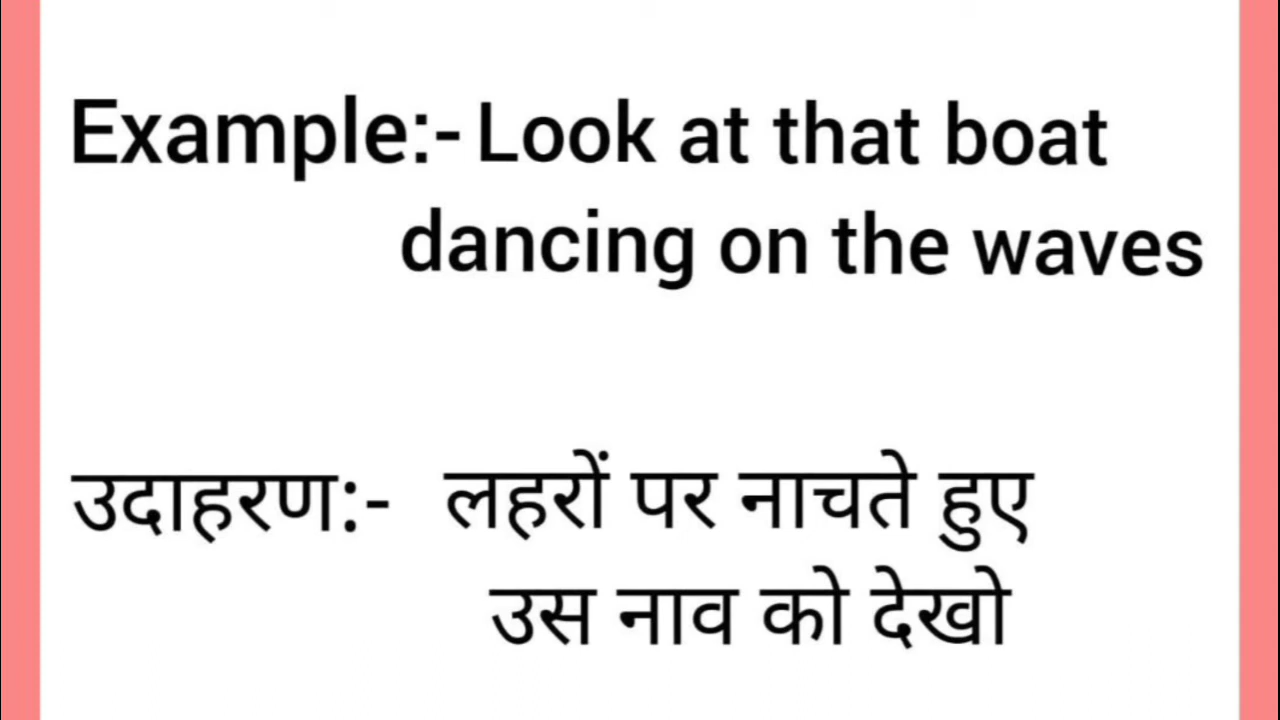 Example:- Look at that boat
dancing on the waves
उदाहरण:- लहरों पर नाचते हुए
उस नाव को देखो